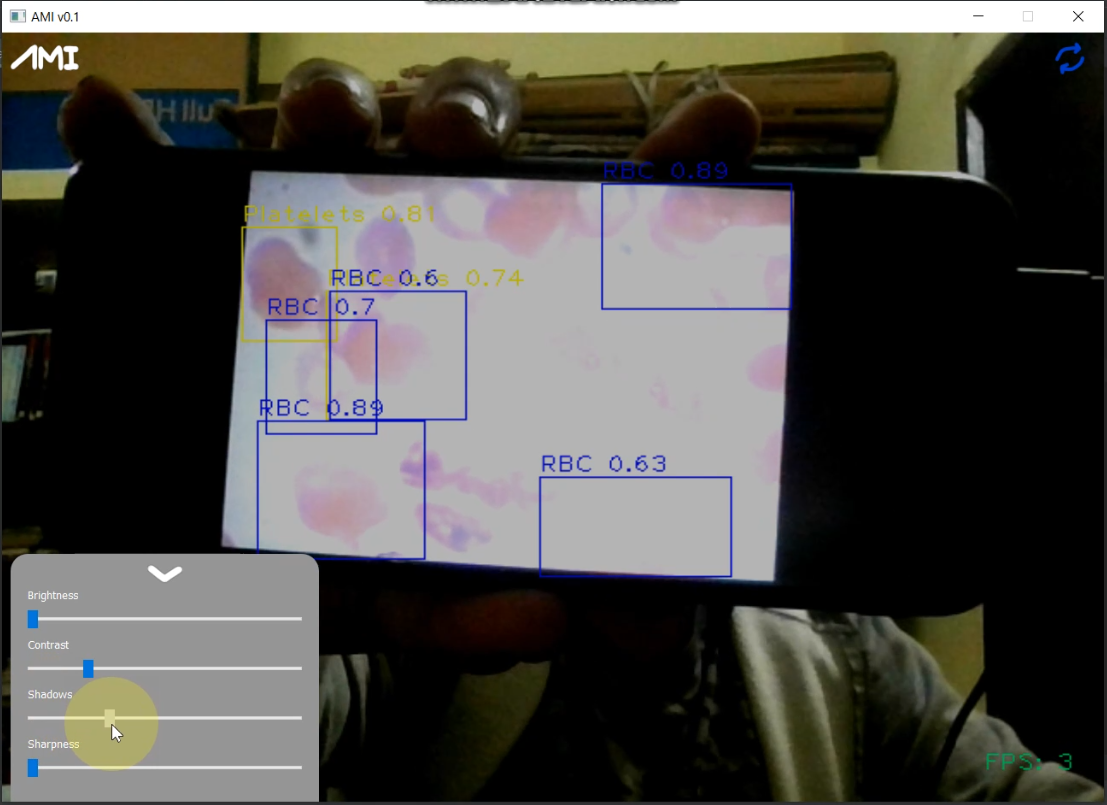 AMI v0.1
AMI
RBC 0.89
Platelets 0.81
RBC 0.6
0.74
RBC 0.7
RBC 0.89
RBC 0.63
Brightness
Contrast
Shadows
Sharpness
FPS: 3